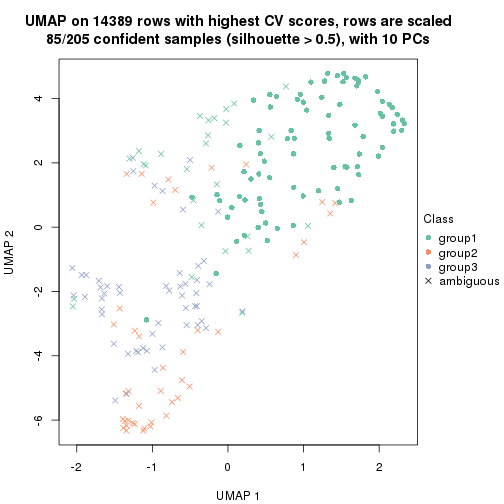 UMAP on 14389 rows with highest CV scores, rows are scaled
85/205 confident samples (silhouette > 0.5), with 10 PCs
4
2
0
-2
-4
-6
UMAP 2
-2
-1
0
1
2
UMAP 1
Class
group1
group2
group3
ambiguous